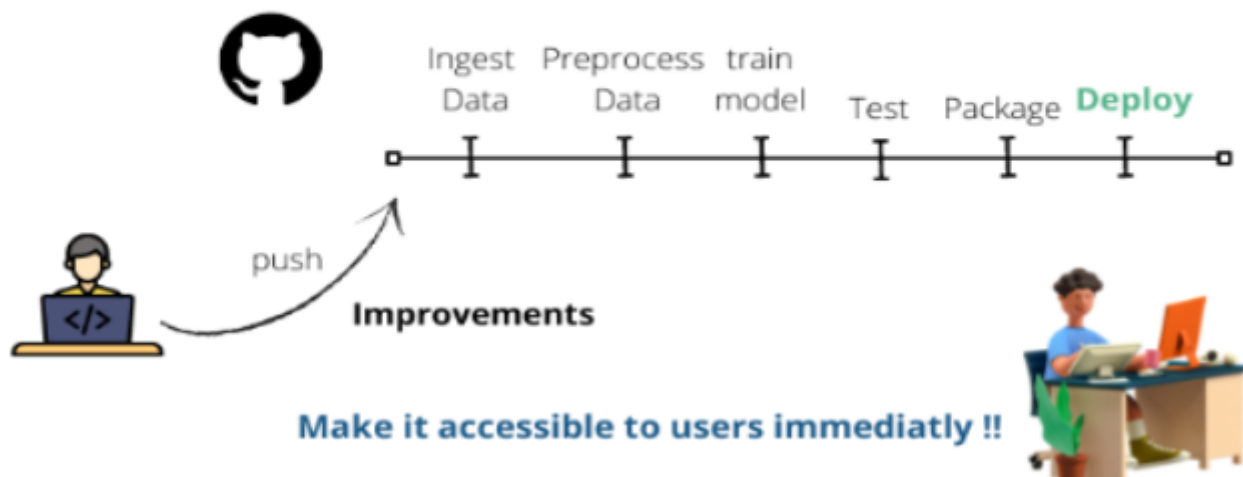 Ingest Data
Preprocess Data
train model
Test
Package
Deploy
push
</>
Improvements
Make it accessible to users immediatly !!